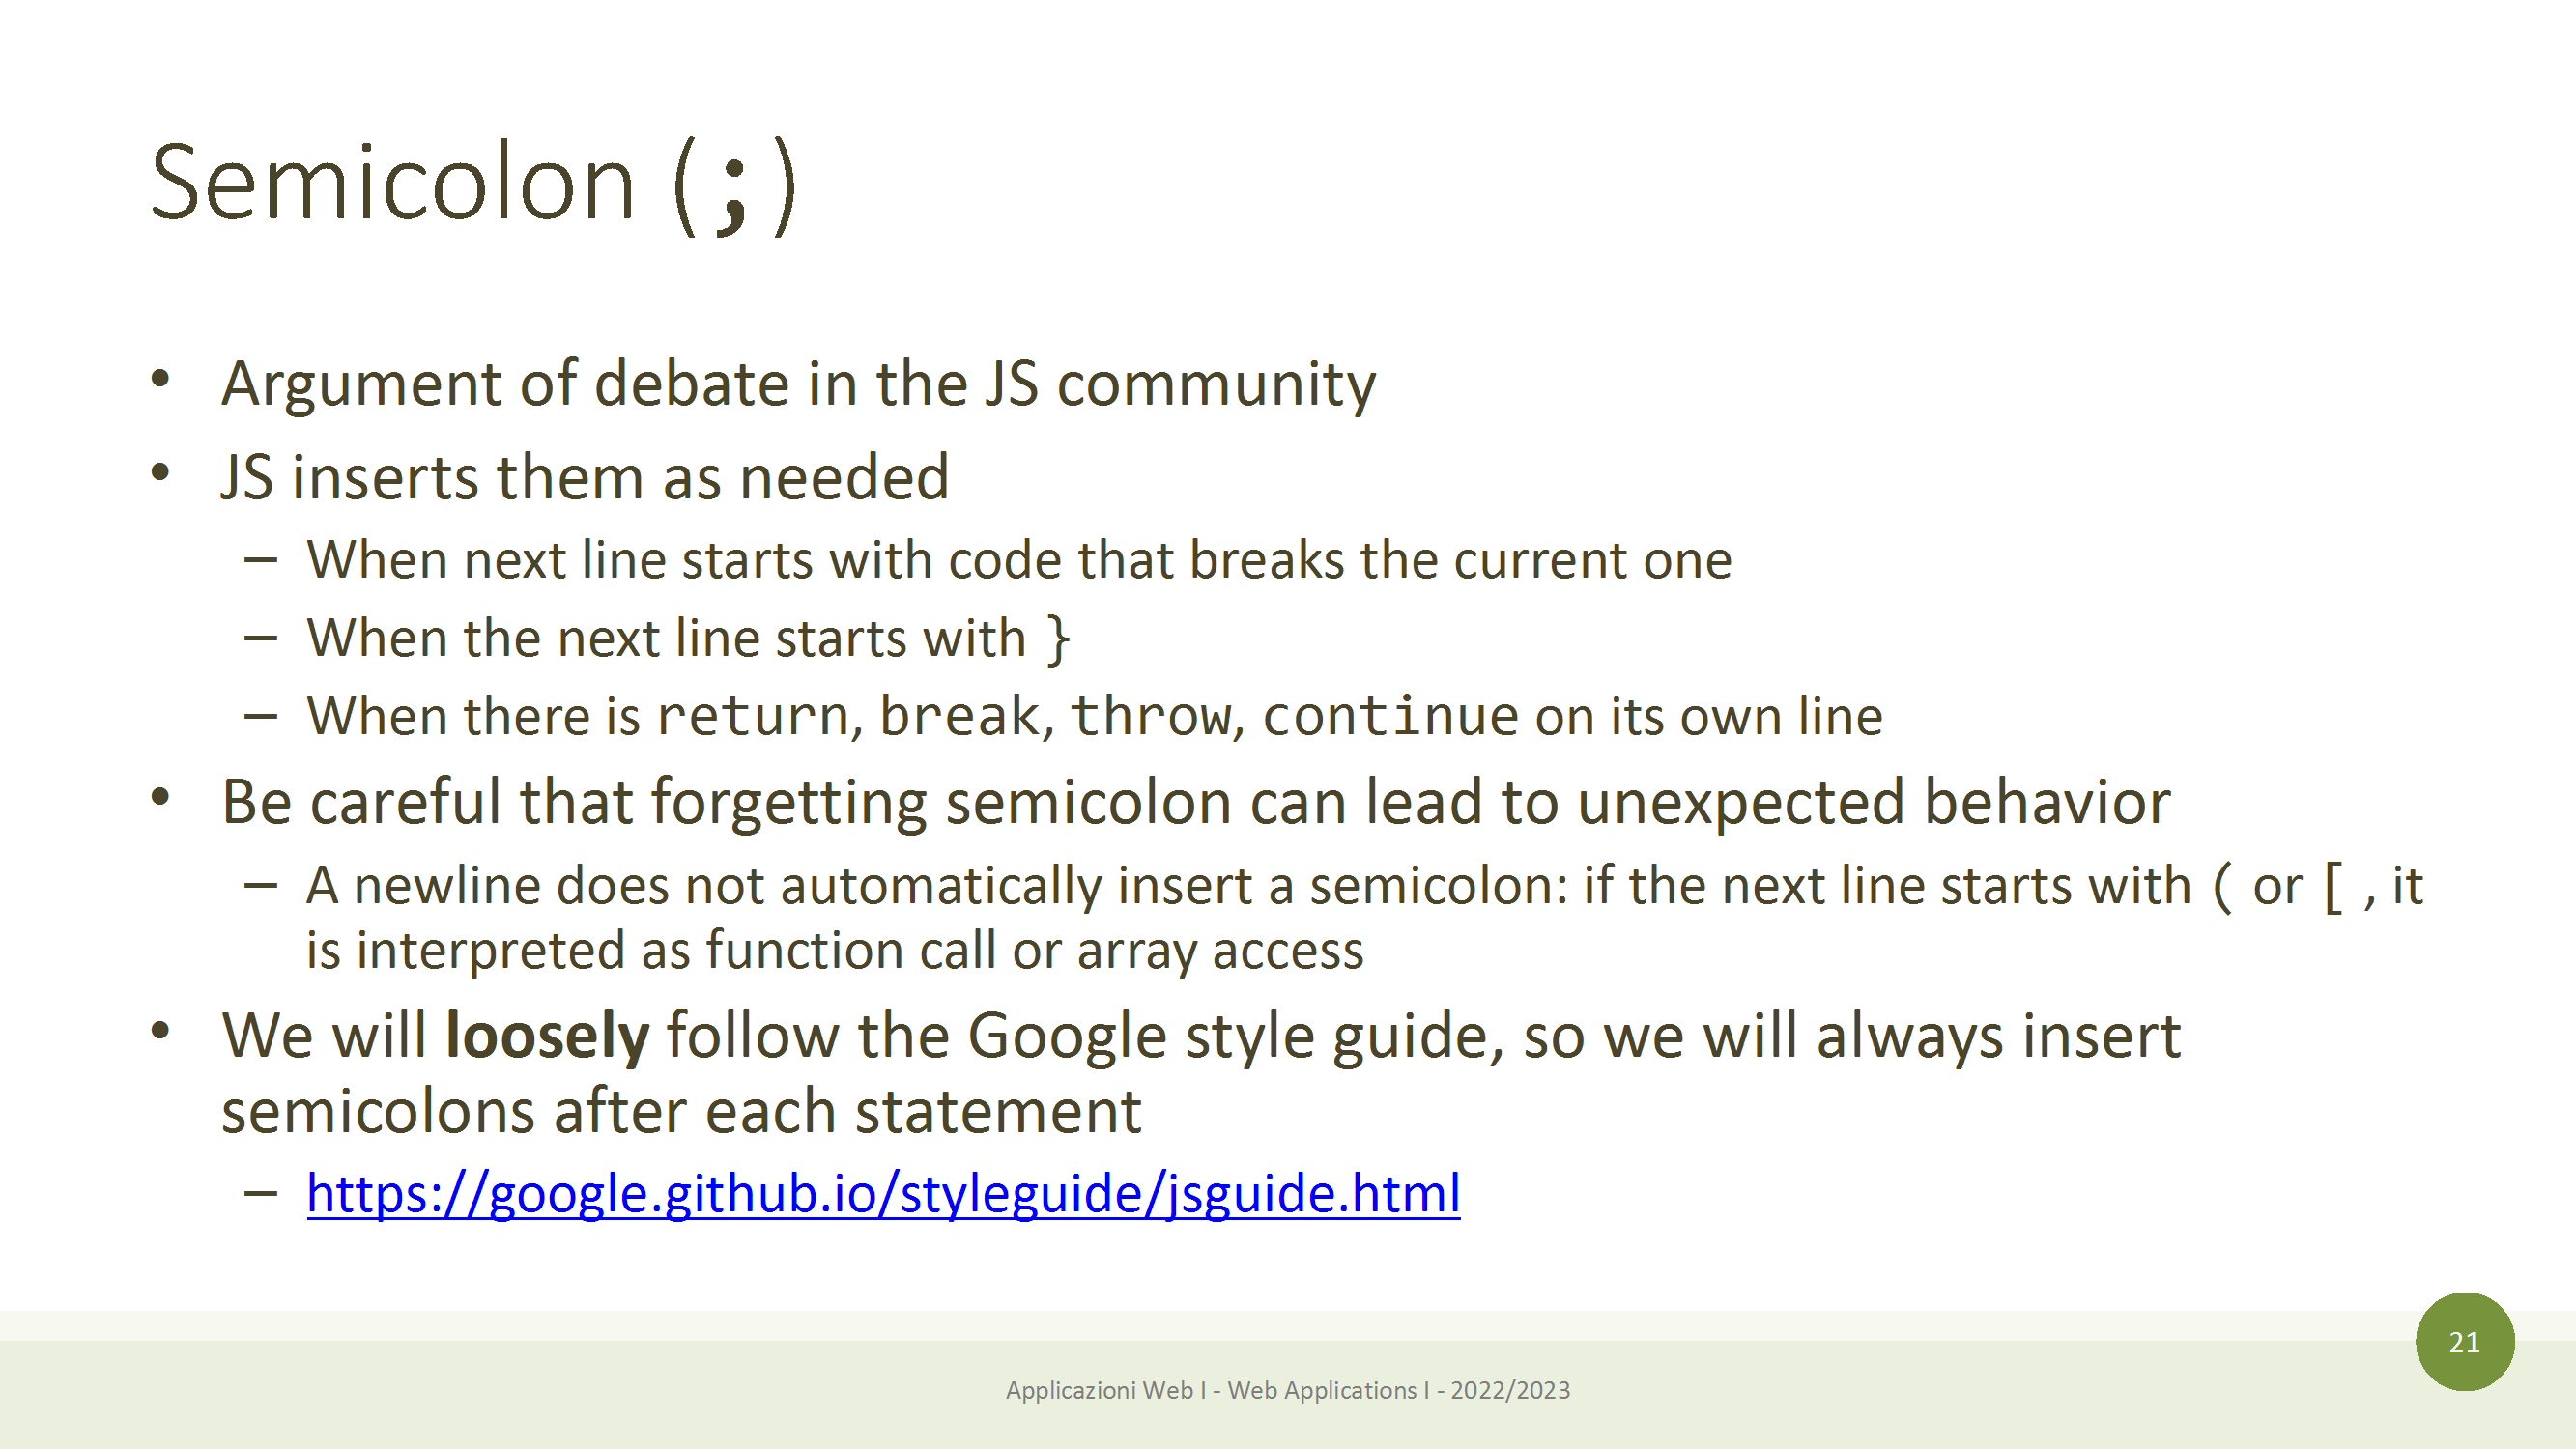 Semicolon (;)
• Argument of debate in the JS community
• JS inserts them as needed
– When next line starts with code that breaks the current one
– When the next line starts with }
– When there is return, break, throw, continue on its own line
• Be careful that forgetting semicolon can lead to unexpected behavior
– A newline does not automatically insert a semicolon: if the next line starts with ( or [ , it
is interpreted as function call or array access
• We will loosely follow the Google style guide, so we will always insert
semicolons after each statement
– https://google.github.io/styleguide/jsguide.html
21
Applicazioni Web I - Web Applications I - 2022/2023